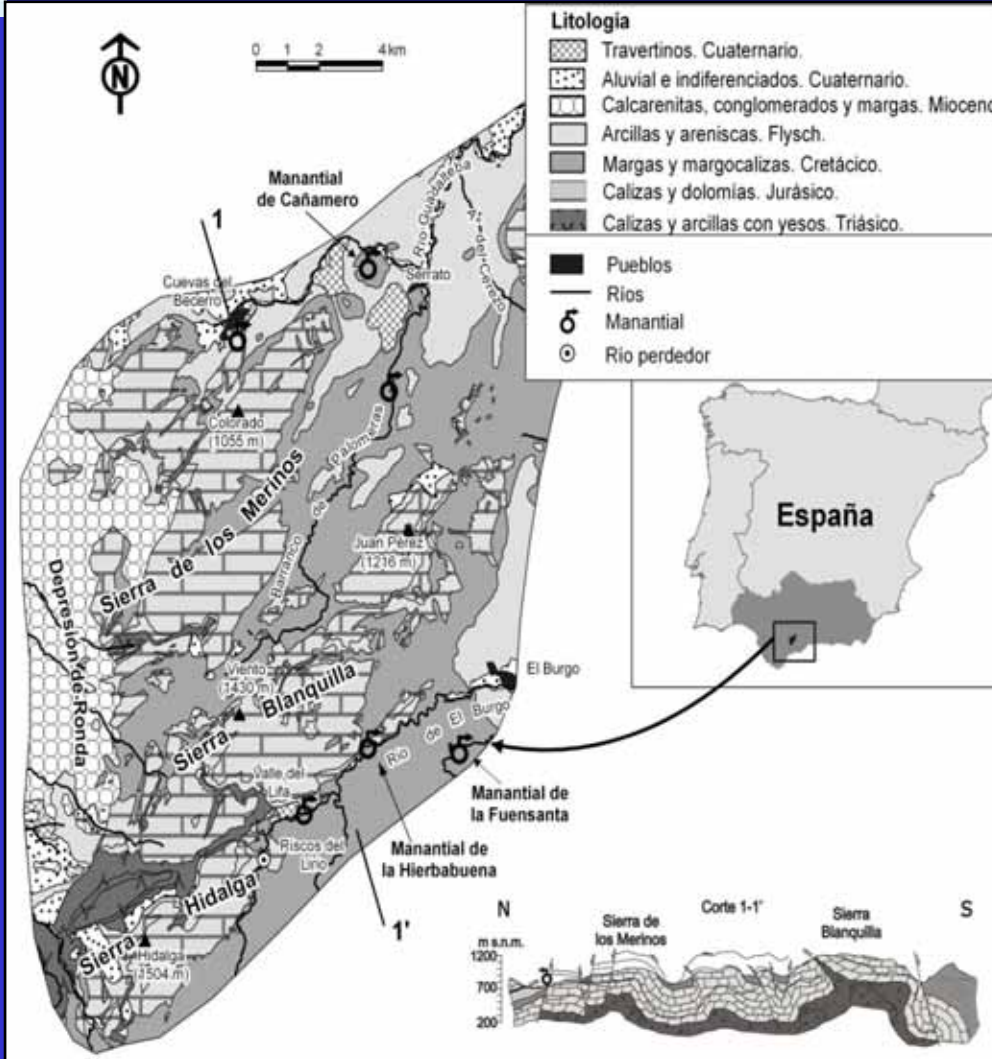 Litología
Travertinos. Cuaternario.
Aluvial e indiferenciados. Cuaternario.
Calcarenitas, conglomerados y margas. Mioceno
Arcillas y areniscas. Flysch.
Margas y margocalizas. Cretácico.
Calizas y dolomías. Jurásico.
Calizas y arcillas con yesos. Triásico.
Pueblos
Ríos
Manantial
Río perdedor
N
0 1 2 4 km
Manantial
de Cañamero
1
Río Guadalteba
Aº del Cerezo
Serrato
Cuevas del
Becerro
Colorado
(1055 m)
Barranco de Palomeras
Sierra de los Merinos
Juan Pérez
(1216 m)
Depresión de Ronda
Viento
(1430 m)
Sierra Blanquilla
El Burgo
Río de El Burgo
Valle del
Lifa
Riscos del
Lirio
Manantial de
la Fuensanta
Manantial de
la Hierbabuena
Sierra Hidalga
Hidalga
(1504 m)
1'
España
N
Corte 1-1'
S
Sierra de
los Merinos
Sierra
Blanquilla
m s.n.m.
1200
700
200